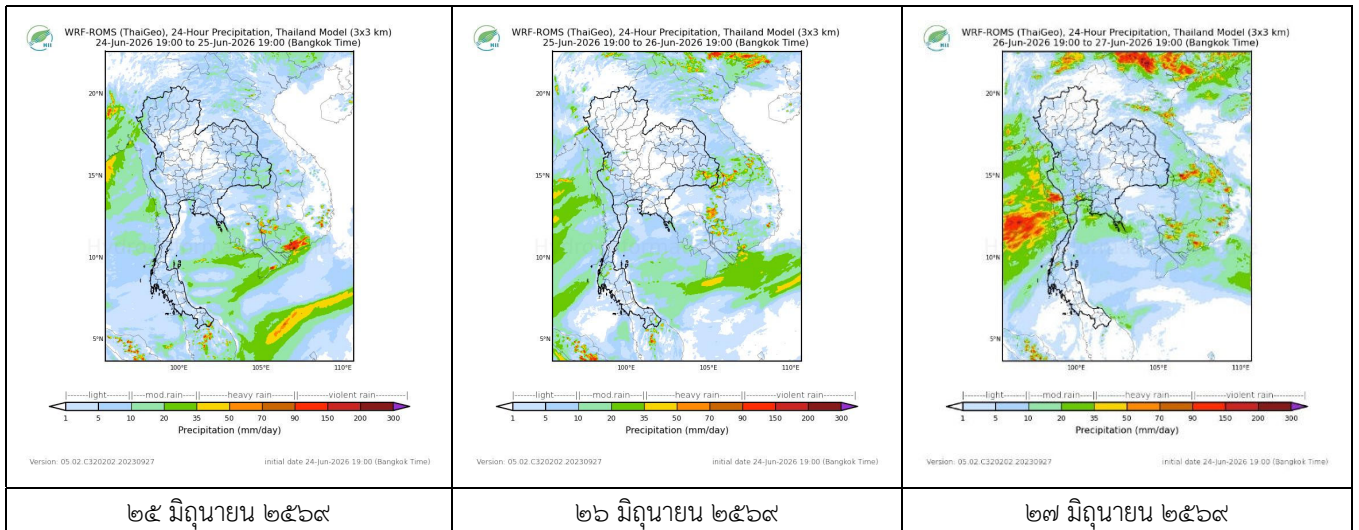 HII
WRF-ROMS (ThaiGeo), 24-Hour Precipitation, Thailand Model (3x3 km)
24-Jun-2026 19:00 to 25-Jun-2026 19:00 (Bangkok Time)
20°N
15°N
10°N
5°N
100°E 105°E 110°E
|------light------||---mod.rain---||--------heavy rain--------||------violent rain------|
1 5 10 20 35 50 70 90 150 200 300
Precipitation (mm/day)
Version: 05.02.C320202.20230927 initial date 24-Jun-2026 19:00 (Bangkok Time)
๒๕ มิถุนายน ๒๕๖๙
HII
WRF-ROMS (ThaiGeo), 24-Hour Precipitation, Thailand Model (3x3 km)
25-Jun-2026 19:00 to 26-Jun-2026 19:00 (Bangkok Time)
20°N
15°N
10°N
5°N
100°E 105°E 110°E
|------light------||---mod.rain---||--------heavy rain--------||------violent rain------|
1 5 10 20 35 50 70 90 150 200 300
Precipitation (mm/day)
Version: 05.02.C320202.20230927 initial date 24-Jun-2026 19:00 (Bangkok Time)
๒๖ มิถุนายน ๒๕๖๙
HII
WRF-ROMS (ThaiGeo), 24-Hour Precipitation, Thailand Model (3x3 km)
26-Jun-2026 19:00 to 27-Jun-2026 19:00 (Bangkok Time)
20°N
15°N
10°N
5°N
100°E 105°E 110°E
|------light------||---mod.rain---||--------heavy rain--------||------violent rain------|
1 5 10 20 35 50 70 90 150 200 300
Precipitation (mm/day)
Version: 05.02.C320202.20230927 initial date 24-Jun-2026 19:00 (Bangkok Time)
๒๗ มิถุนายน ๒๕๖๙